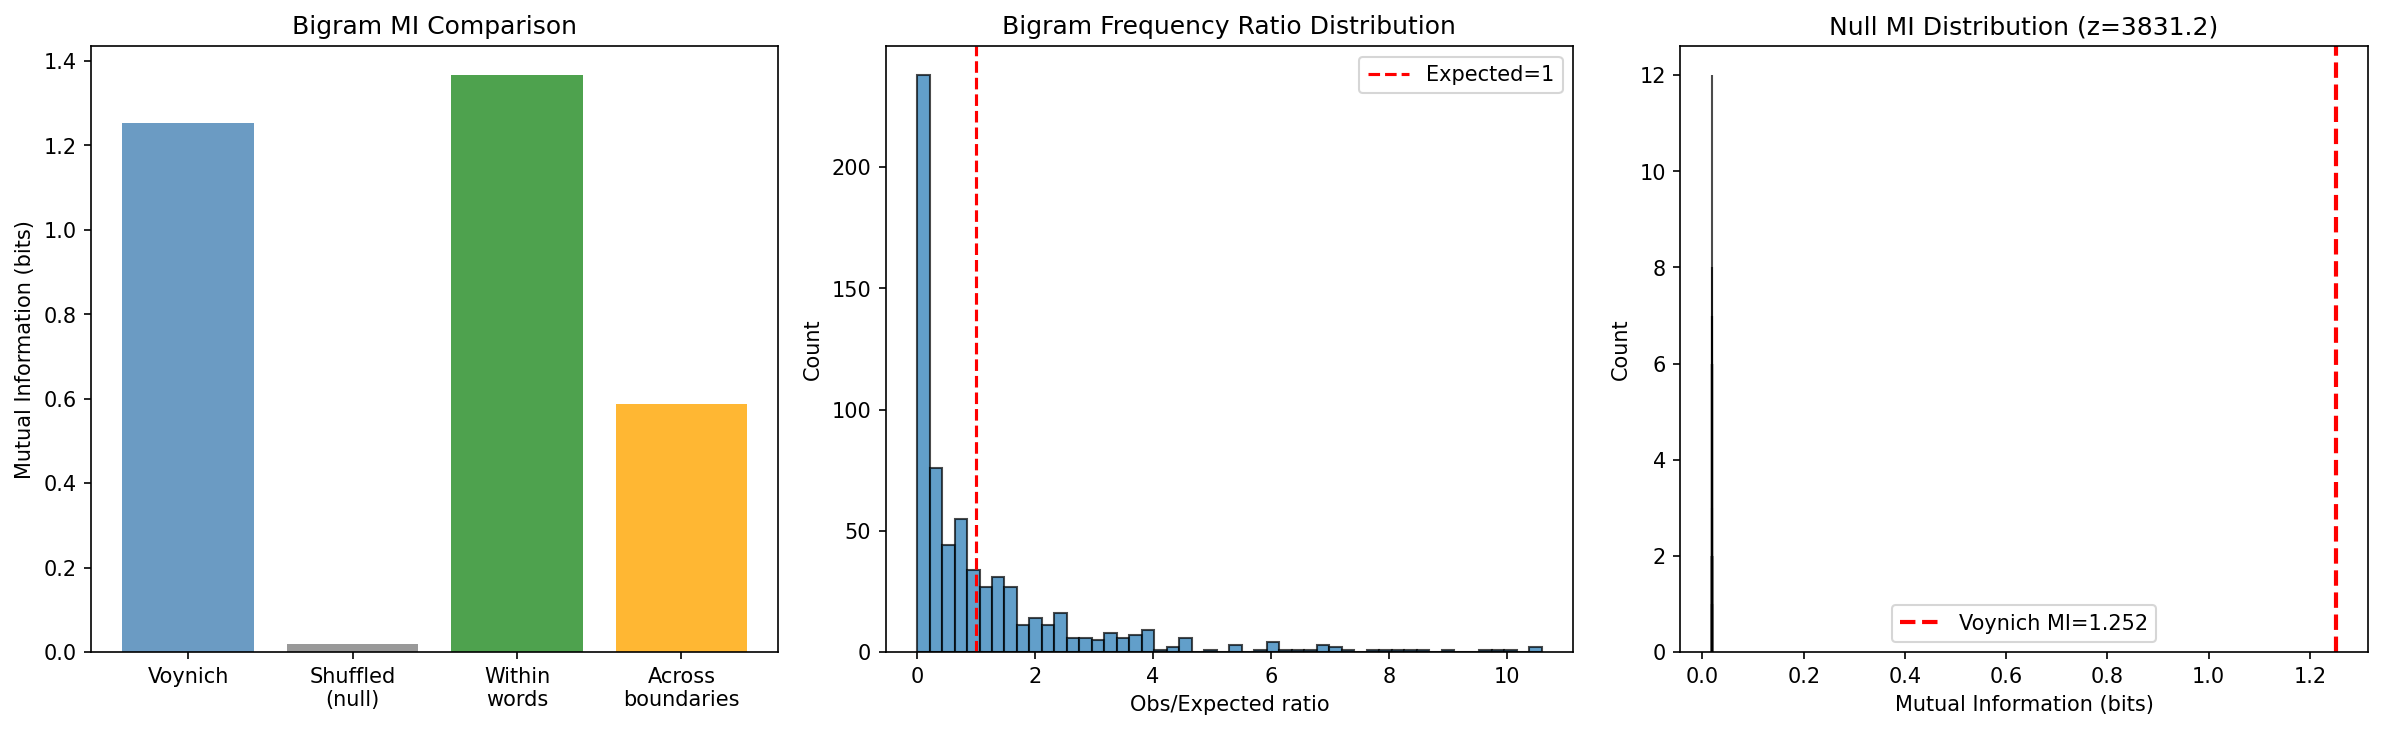 Bigram MI Comparison
Mutual Information (bits)
0.0
0.2
0.4
0.6
0.8
1.0
1.2
1.4
Voynich
Shuffled
(null)
Within
words
Across
boundaries
Bigram Frequency Ratio Distribution
Expected=1
Count
0
50
100
150
200
0 2 4 6 8 10
Obs/Expected ratio
Null MI Distribution (z=3831.2)
Count
0
2
4
6
8
10
12
Voynich MI=1.252
0.0 0.2 0.4 0.6 0.8 1.0 1.2
Mutual Information (bits)